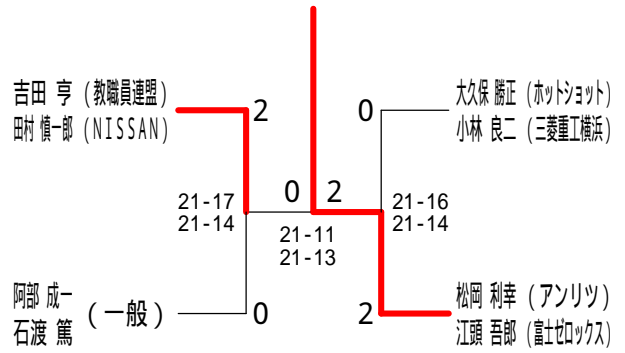 吉田 亨 (教職員連盟)
田村 慎一郎 (NISSAN)
2
21-17
21-14
阿部 成一
石渡 篤
(一般)
0
0 2
21-11
21-13
大久保 勝正 (ホットショット)
小林 良二 (三菱重工横浜)
0
21-16
21-14
松岡 利幸 (アンリツ)
江頭 吾郎 (富士ゼロックス)
2